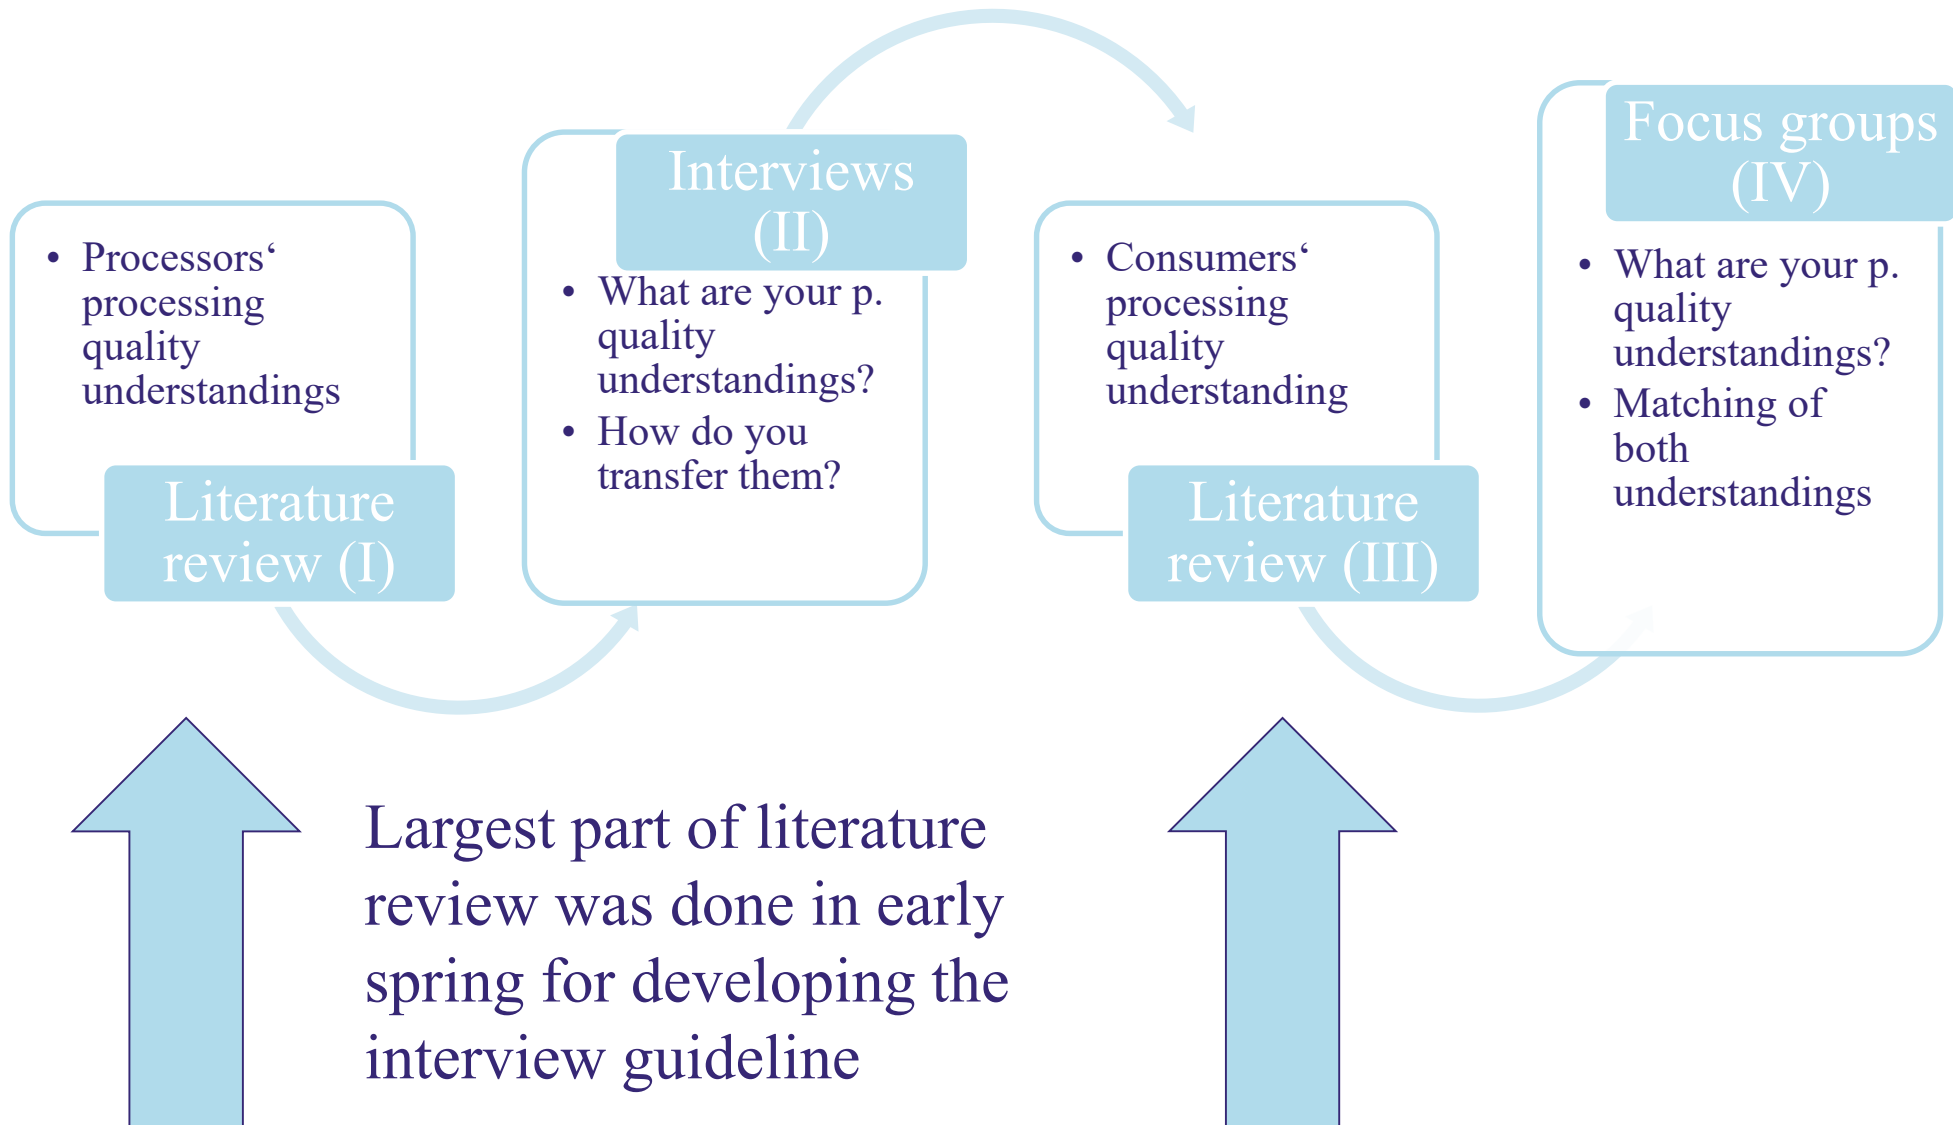 • Processors‘
processing
quality
understandings
Literature
review (I)
Interviews
(II)
• What are your p.
quality
understandings?
• How do you
transfer them?
• Consumers‘
processing
quality
understanding
Literature
review (III)
Focus groups
(IV)
• What are your p.
quality
understandings?
• Matching of
both
understandings
Largest part of literature
review was done in early
spring for developing the
interview guideline